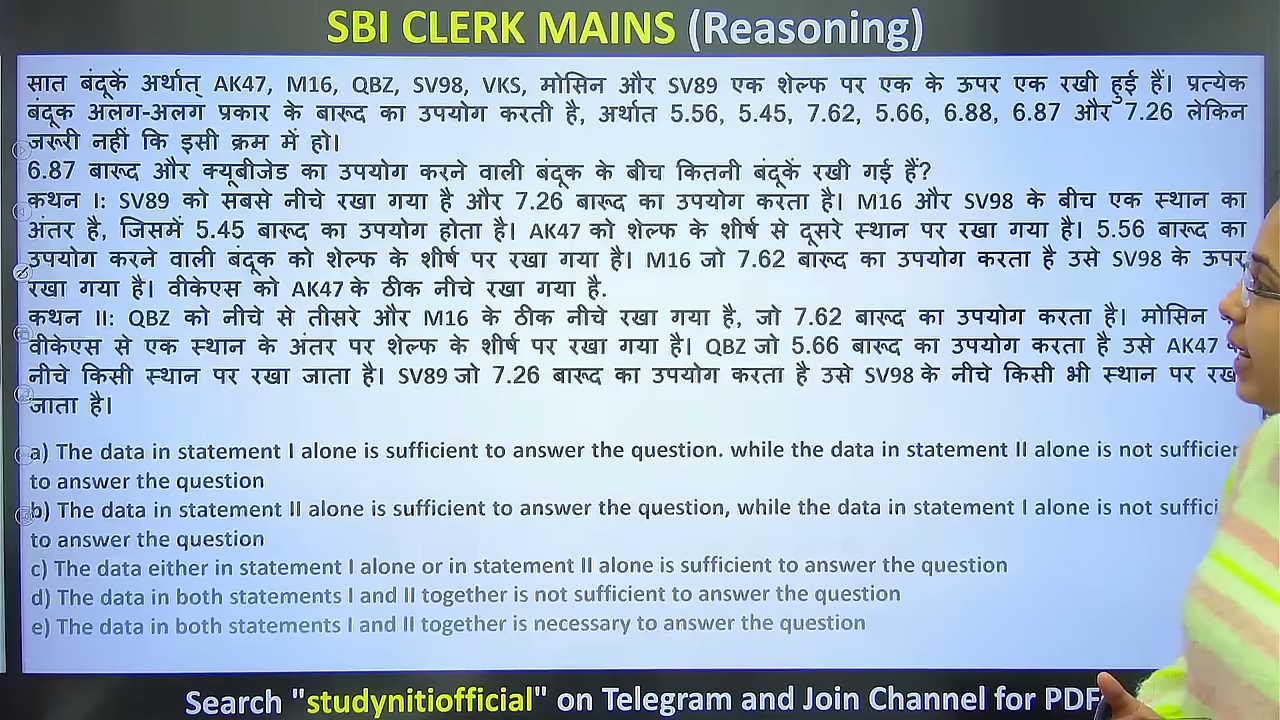 SBI CLERK MAINS (Reasoning)
सात बंदूकें अर्थात् AK47, M16, QBZ, SV98, VKS, मोसिन और SV89 एक शेल्फ पर एक के ऊपर एक रखी हुई हैं। प्रत्येक
बंदूक अलग-अलग प्रकार के बारूद का उपयोग करती है, अर्थात 5.56, 5.45, 7.62, 5.66, 6.88, 6.87 और 7.26 लेकिन
जरूरी नहीं कि इसी क्रम में हो।
6.87 बारूद और क्यूबीजेड का उपयोग करने वाली बंदूक के बीच कितनी बंदूकें रखी गई हैं?
कथन I: SV89 को सबसे नीचे रखा गया है और 7.26 बारूद का उपयोग करता है। M16 और SV98 के बीच एक स्थान का
अंतर है, जिसमें 5.45 बारूद का उपयोग होता है। AK47 को शेल्फ के शीर्ष से दूसरे स्थान पर रखा गया है। 5.56 बारूद का
उपयोग करने वाली बंदूक को शेल्फ के शीर्ष पर रखा गया है। M16 जो 7.62 बारूद का उपयोग करता है उसे SV98 के ऊपर
रखा गया है। वीकेएस को AK47 के ठीक नीचे रखा गया है.
कथन II: QBZ को नीचे से तीसरे और M16 के ठीक नीचे रखा गया है, जो 7.62 बारूद का उपयोग करता है। मोसिन
वीकेएस से एक स्थान के अंतर पर शेल्फ के शीर्ष पर रखा गया है। QBZ जो 5.66 बारूद का उपयोग करता है उसे AK47
नीचे किसी स्थान पर रखा जाता है। SV89 जो 7.26 बारूद का उपयोग करता है उसे SV98 के नीचे किसी भी स्थान पर
जाता है।
a) The data in statement I alone is sufficient to answer the question. while the data in statement II alone is not
to answer the question
b) The data in statement II alone is sufficient to answer the question, while the data in statement I alone is not
to answer the question
c) The data either in statement I alone or in statement II alone is sufficient to answer the question
d) The data in both statements I and II together is not sufficient to answer the question
e) The data in both statements I and II together is necessary to answer the question
Search "studynitiofficial" on Telegram and Join Channel for PDF